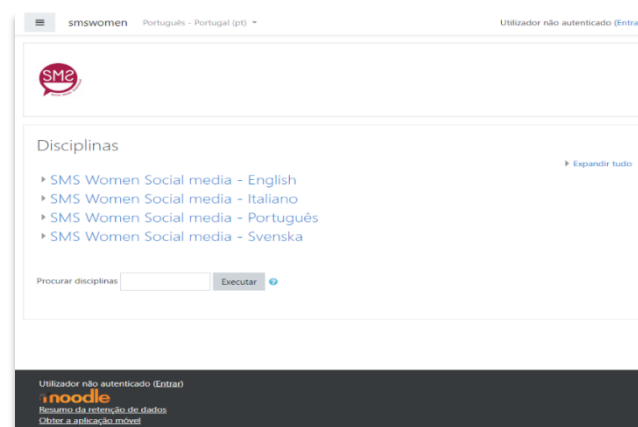 smswomen Português - Portugal (pt) Utilizador não autenticado (Entra
SMS
Disciplinas
Expandir tudo
SMS Women Social media - English
SMS Women Social media - Italiano
SMS Women Social media - Português
SMS Women Social media - Svenska
Procurar disciplinas Executar
Utilizador não autenticado (Entrar)
moodle
Resumo da retenção de dados
Obter a aplicação móvel